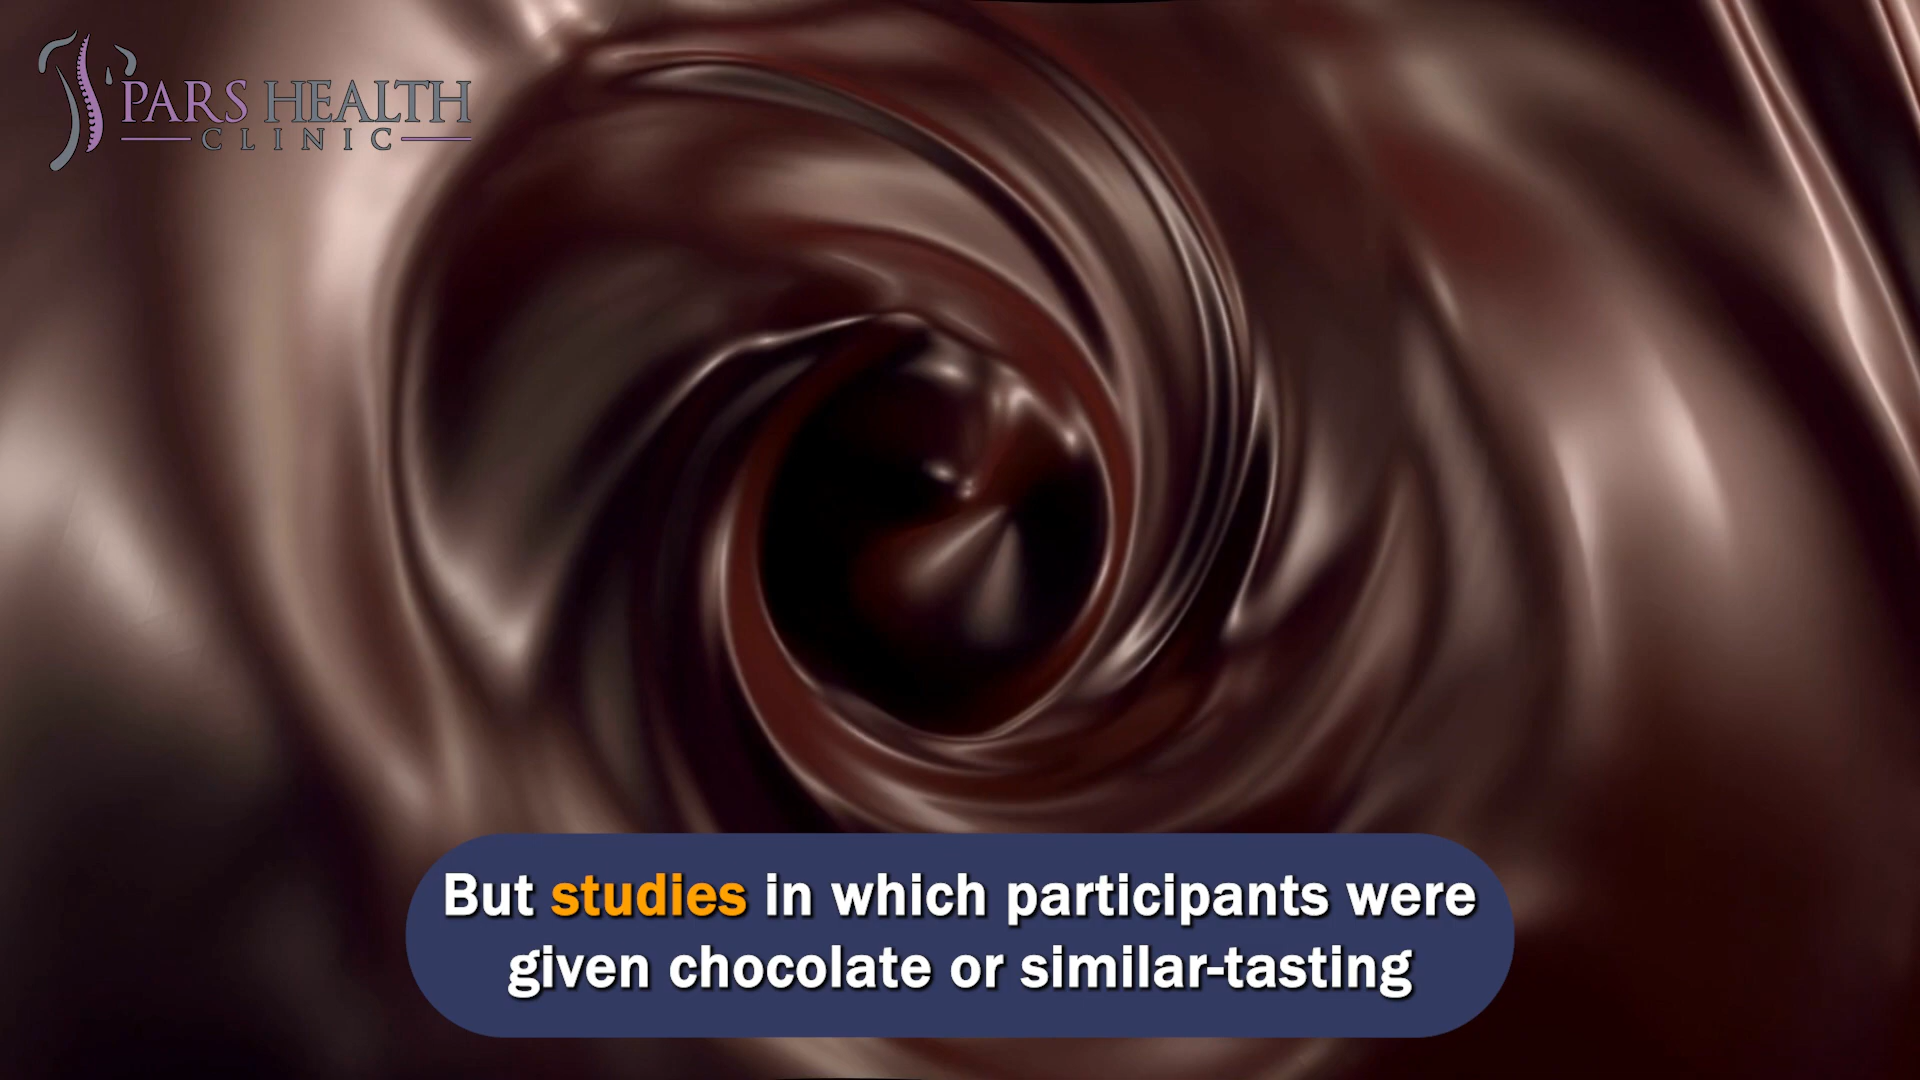 PARS HEALTH
CLINIC
But studies in which participants were
given chocolate or similar-tasting